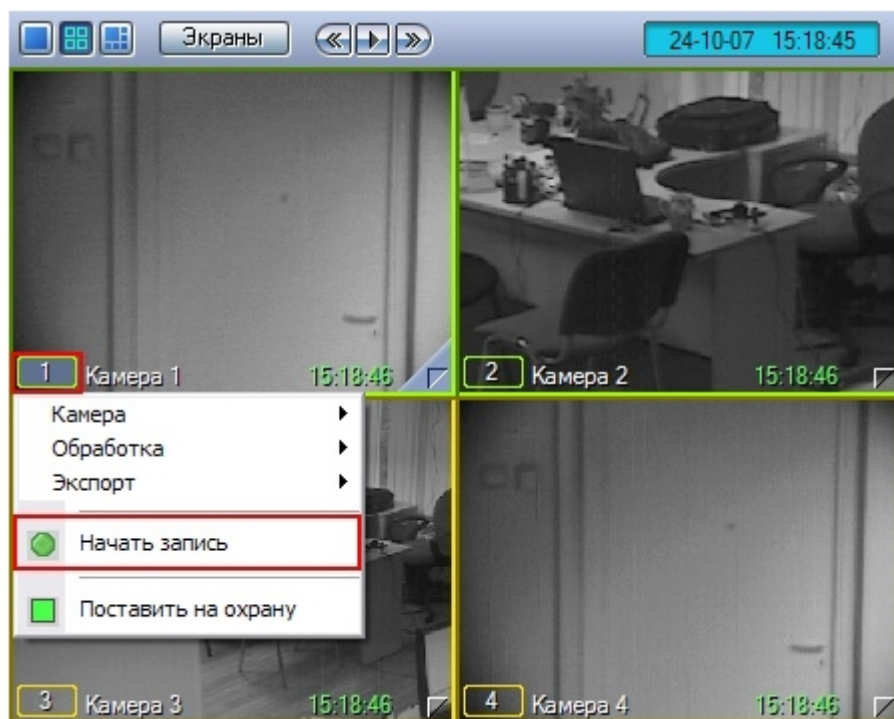 Экраны
24-10-07 15:18:45
1 Камера 1 15:18:46
2 Камера 2 15:18:46
Камера
Обработка
Экспорт
Начать запись
Поставить на охрану
3 Камера 3 15:18:46
4 Камера 4 15:18:46